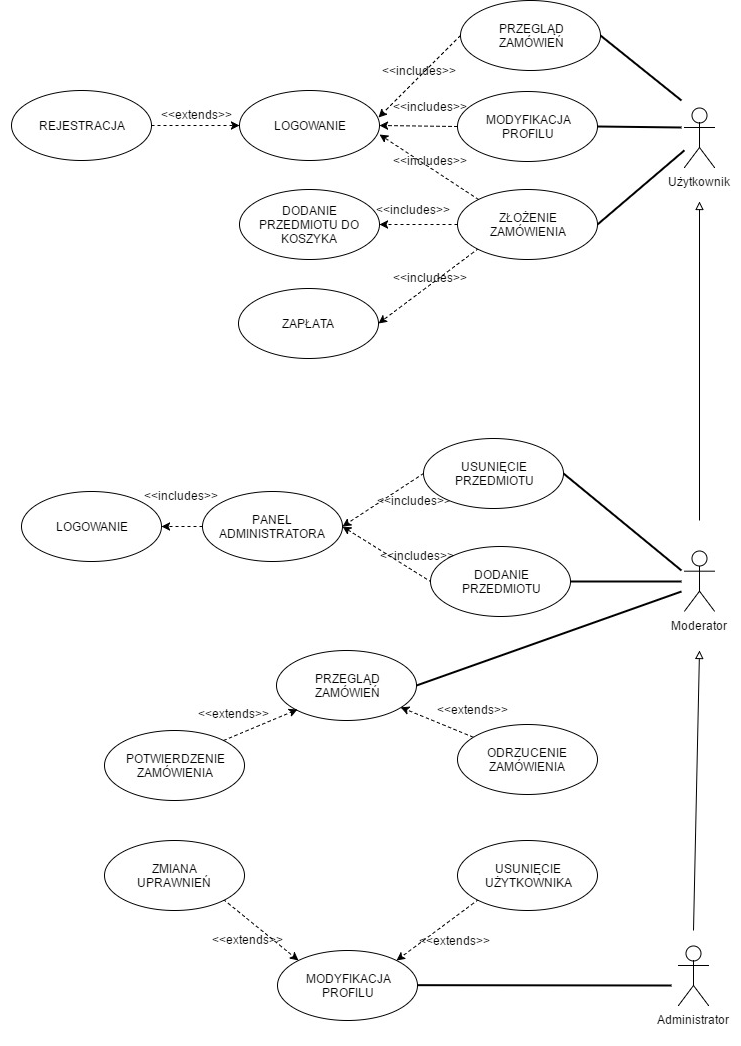 PRZEGLĄD
ZAMÓWIEŃ
<<includes>>
REJESTRACJA
<<extends>>
LOGOWANIE
<<includes>>
MODYFIKACJA
PROFILU
Użytkownik
<<includes>>
DODANIE
PRZEDMIOTU DO
KOSZYKA
<<includes>>
ZŁOŻENIE
ZAMÓWIENIA
<<includes>>
ZAPŁATA
USUNIĘCIE
PRZEDMIOTU
<<includes>>
<<includes>>
LOGOWANIE
PANEL
ADMINISTRATORA
<<includes>>
DODANIE
PRZEDMIOTU
Moderator
PRZEGLĄD
ZAMÓWIEŃ
<<extends>>
<<extends>>
POTWIERDZENIE
ZAMÓWIENIA
ODRZUCENIE
ZAMÓWIENIA
ZMIANA
UPRAWNIEŃ
USUNIĘCIE
UŻYTKOWNIKA
<<extends>>
<<extends>>
MODYFIKACJA
PROFILU
Administrator